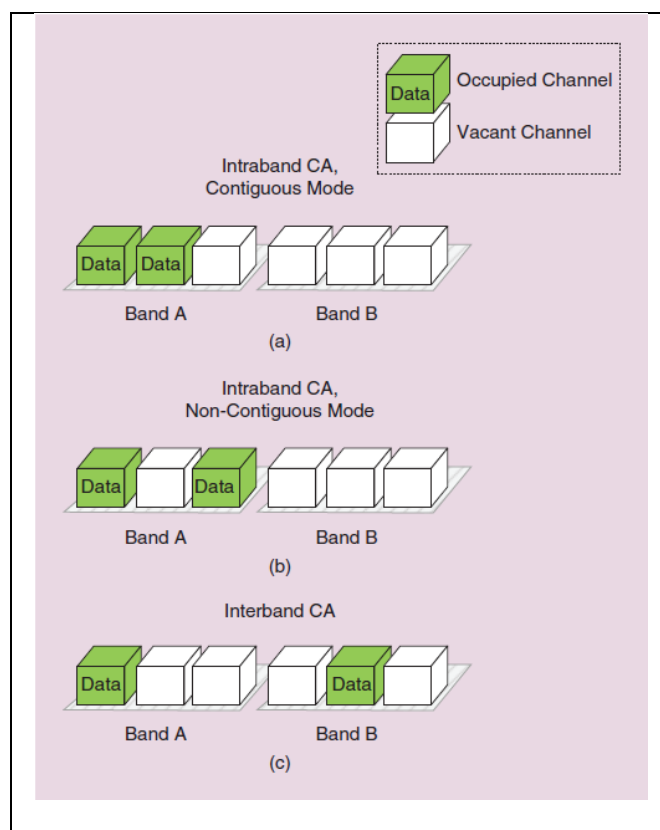 Data Occupied Channel
Vacant Channel
Intraband CA,
Contiguous Mode
Data Data
Band A Band B
(a)
Intraband CA,
Non-Contiguous Mode
Data Data
Band A Band B
(b)
Interband CA
Data Data
Band A Band B
(c)